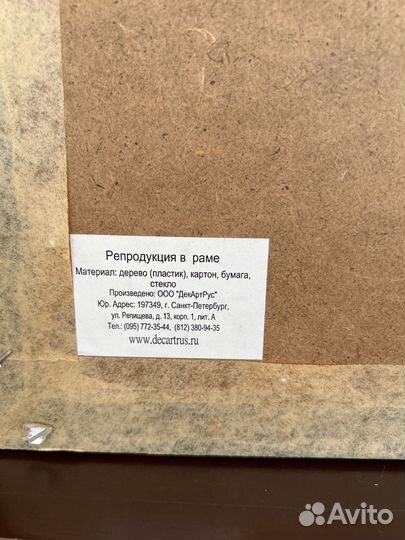 Репродукция в раме
Материал: дерево (пластик), картон, бумага,
стекло
Произведено: ООО "ДекАртРус"
Юр. Адрес: 197349, г. Санкт-Петербург,
ул. Репищева, д. 13, корп. 1, лит. А
Тел.: (095) 772-35-44, (812) 380-94-35
www.decartrus.ru
Avito